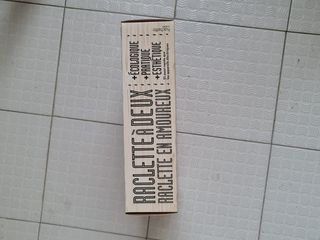 RACLETTE À DEUX
RACLETTE EN AMOUREUX
+ÉCOLOGIQUE
+PRATIQUE
+ESTHÉTIQUE